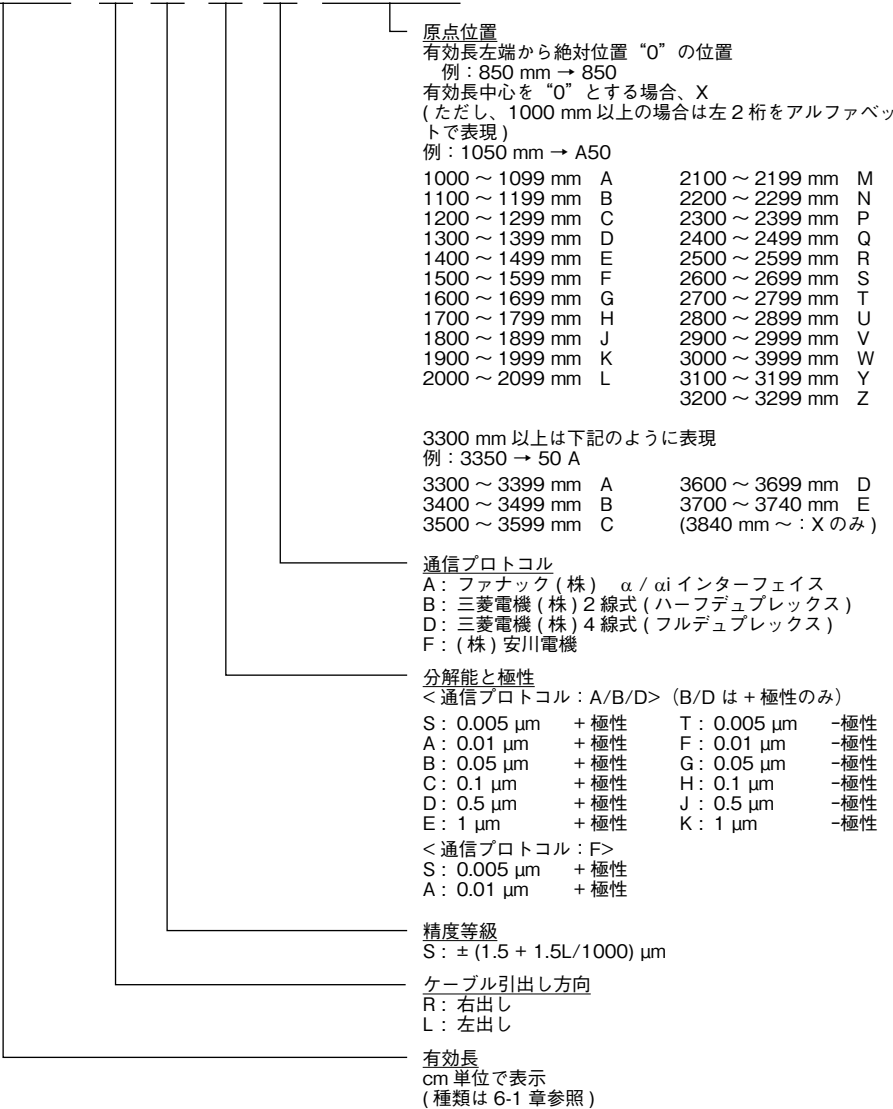 原点位置
有効長左端から絶対位置“0”の位置
例：850 mm → 850
有効長中心を“0”とする場合、X
( ただし、1000 mm 以上の場合は左 2 桁をアルファベッ
トで表現 )
例：1050 mm → A50
1000 ～ 1099 mm A 2100 ～ 2199 mm M
1100 ～ 1199 mm B 2200 ～ 2299 mm N
1200 ～ 1299 mm C 2300 ～ 2399 mm P
1300 ～ 1399 mm D 2400 ～ 2499 mm Q
1400 ～ 1499 mm E 2500 ～ 2599 mm R
1500 ～ 1599 mm F 2600 ～ 2699 mm S
1600 ～ 1699 mm G 2700 ～ 2799 mm T
1700 ～ 1799 mm H 2800 ～ 2899 mm U
1800 ～ 1899 mm J 2900 ～ 2999 mm V
1900 ～ 1999 mm K 3000 ～ 3999 mm W
2000 ～ 2099 mm L 3100 ～ 3199 mm Y
3200 ～ 3299 mm Z
3300 mm 以上は下記のように表現
例：3350 → 50 A
3300 ～ 3399 mm A 3600 ～ 3699 mm D
3400 ～ 3499 mm B 3700 ～ 3740 mm E
3500 ～ 3599 mm C (3840 mm ～：X のみ )
通信プロトコル
A： ファナック ( 株 ) α / αi インターフェイス
B： 三菱電機 ( 株 ) 2 線式 ( ハーフデュプレックス )
D： 三菱電機 ( 株 ) 4 線式 ( フルデュプレックス )
F： ( 株 ) 安川電機
分解能と極性
< 通信プロトコル：A/B/D>（B/D は + 極性のみ）
S： 0.005 μm + 極性 T： 0.005 μm −極性
A： 0.01 μm + 極性 F： 0.01 μm −極性
B： 0.05 μm + 極性 G： 0.05 μm −極性
C： 0.1 μm + 極性 H： 0.1 μm −極性
D： 0.5 μm + 極性 J： 0.5 μm −極性
E： 1 μm + 極性 K： 1 μm −極性
< 通信プロトコル：F>
S： 0.005 μm + 極性
A： 0.01 μm + 極性
精度等級
S： ± (1.5 + 1.5L/1000) μm
ケーブル引出し方向
R： 右出し
L： 左出し
有効長
cm 単位で表示
( 種類は 6-1 章参照 )